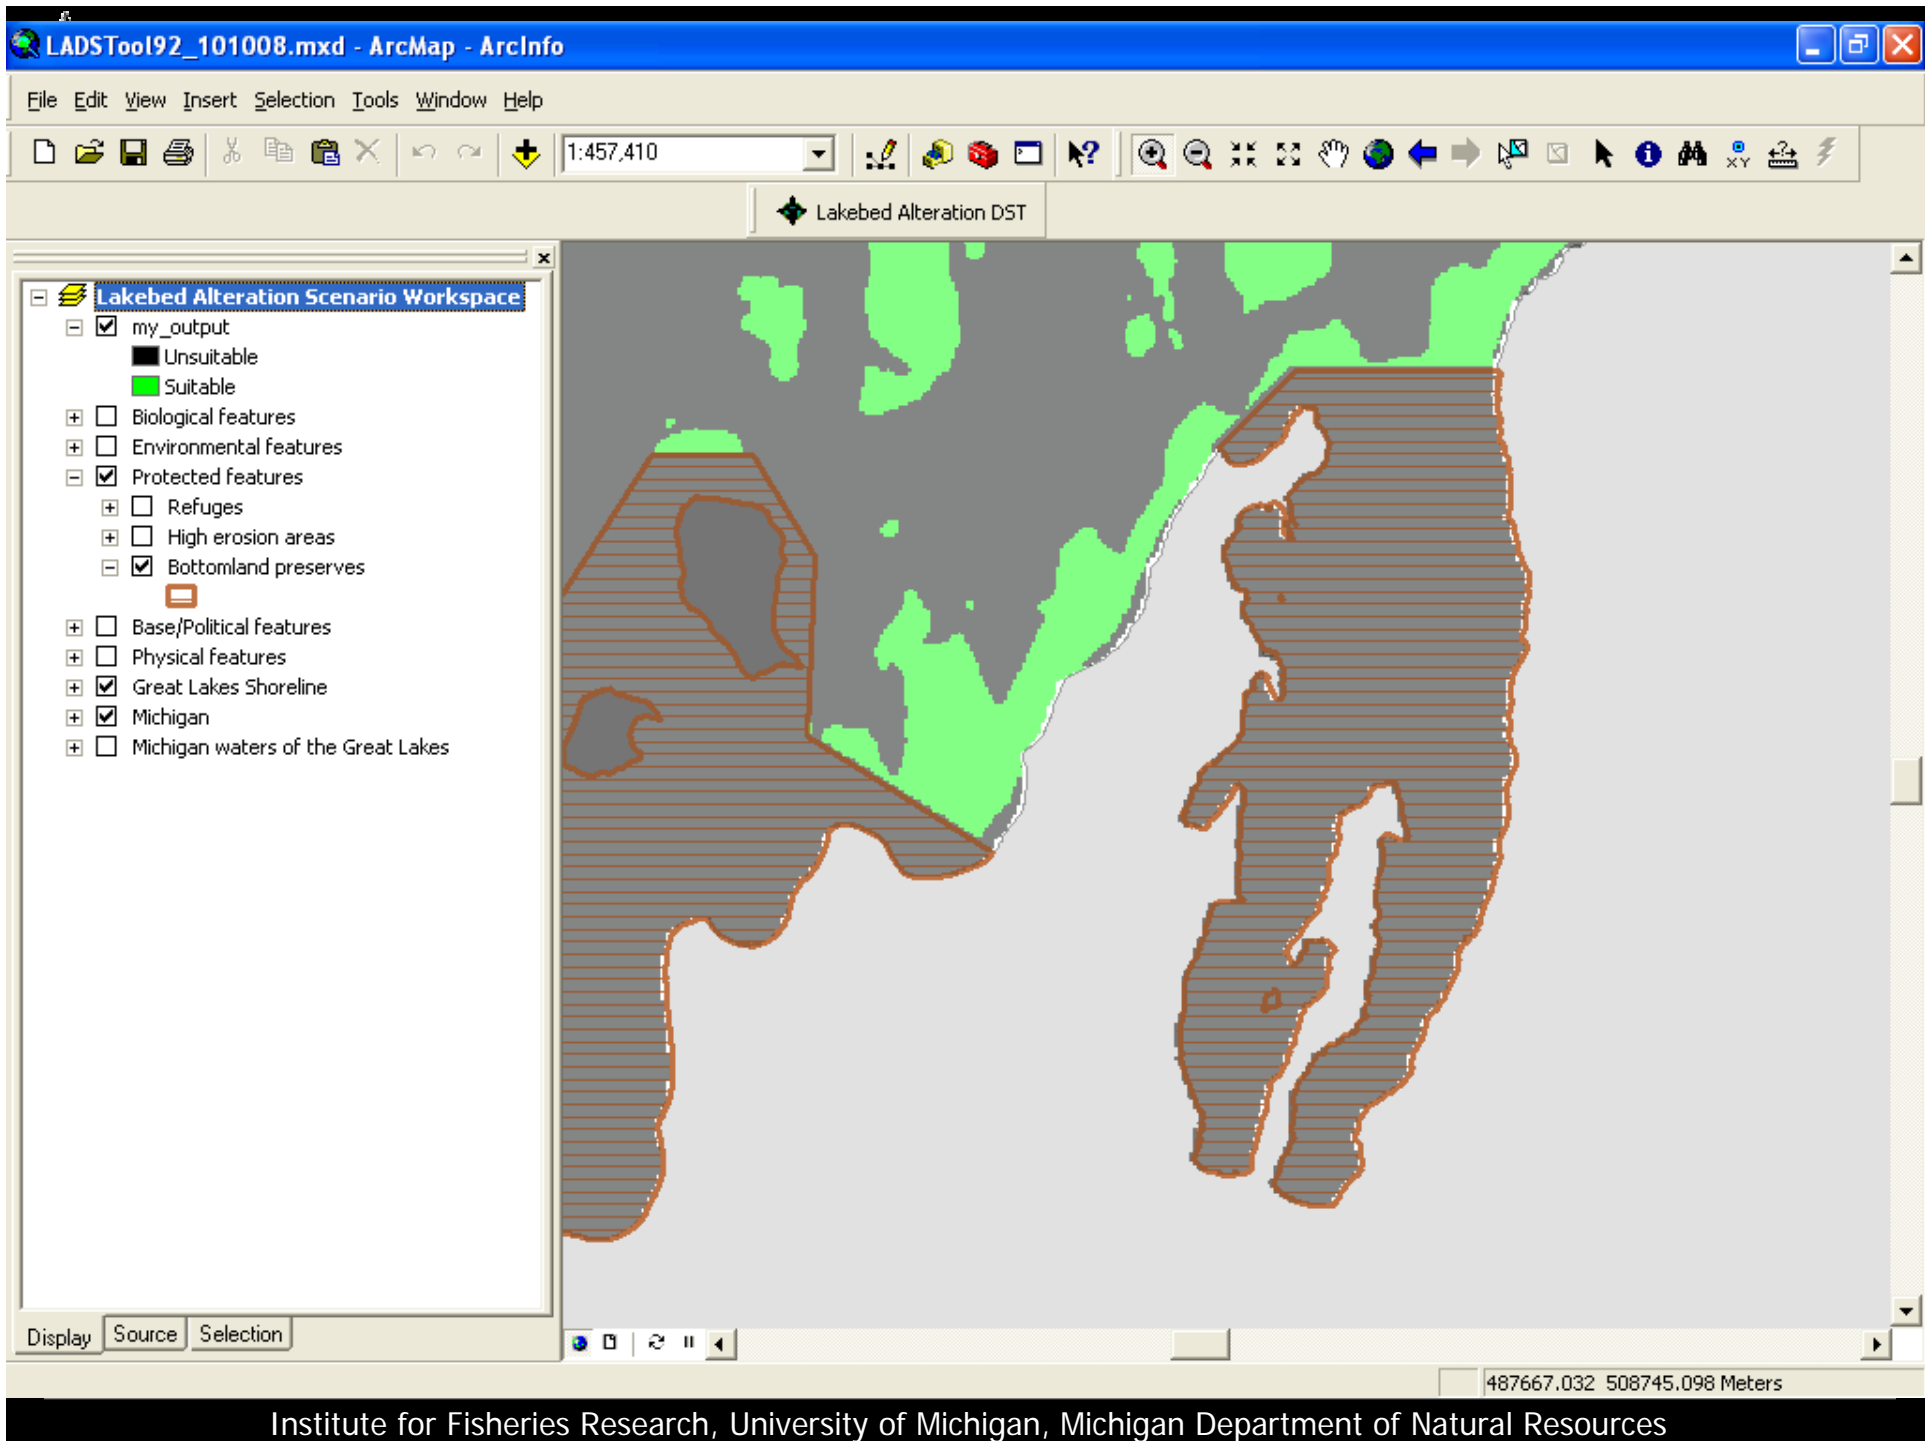 LADSTool92_101008.mxd - ArcMap - ArcInfo
File Edit View Insert Selection Tools Window Help
1:457,410
XY
Lakebed Alteration DST
Lakebed Alteration Scenario Workspace
my_output
Unsuitable
Suitable
Biological features
Environmental features
Protected features
Refuges
High erosion areas
Bottomland preserves
Base/Political features
Physical features
Great Lakes Shoreline
Michigan
Michigan waters of the Great Lakes
Display Source Selection
487667.032 508745.098 Meters
Institute for Fisheries Research, University of Michigan, Michigan Department of Natural Resources